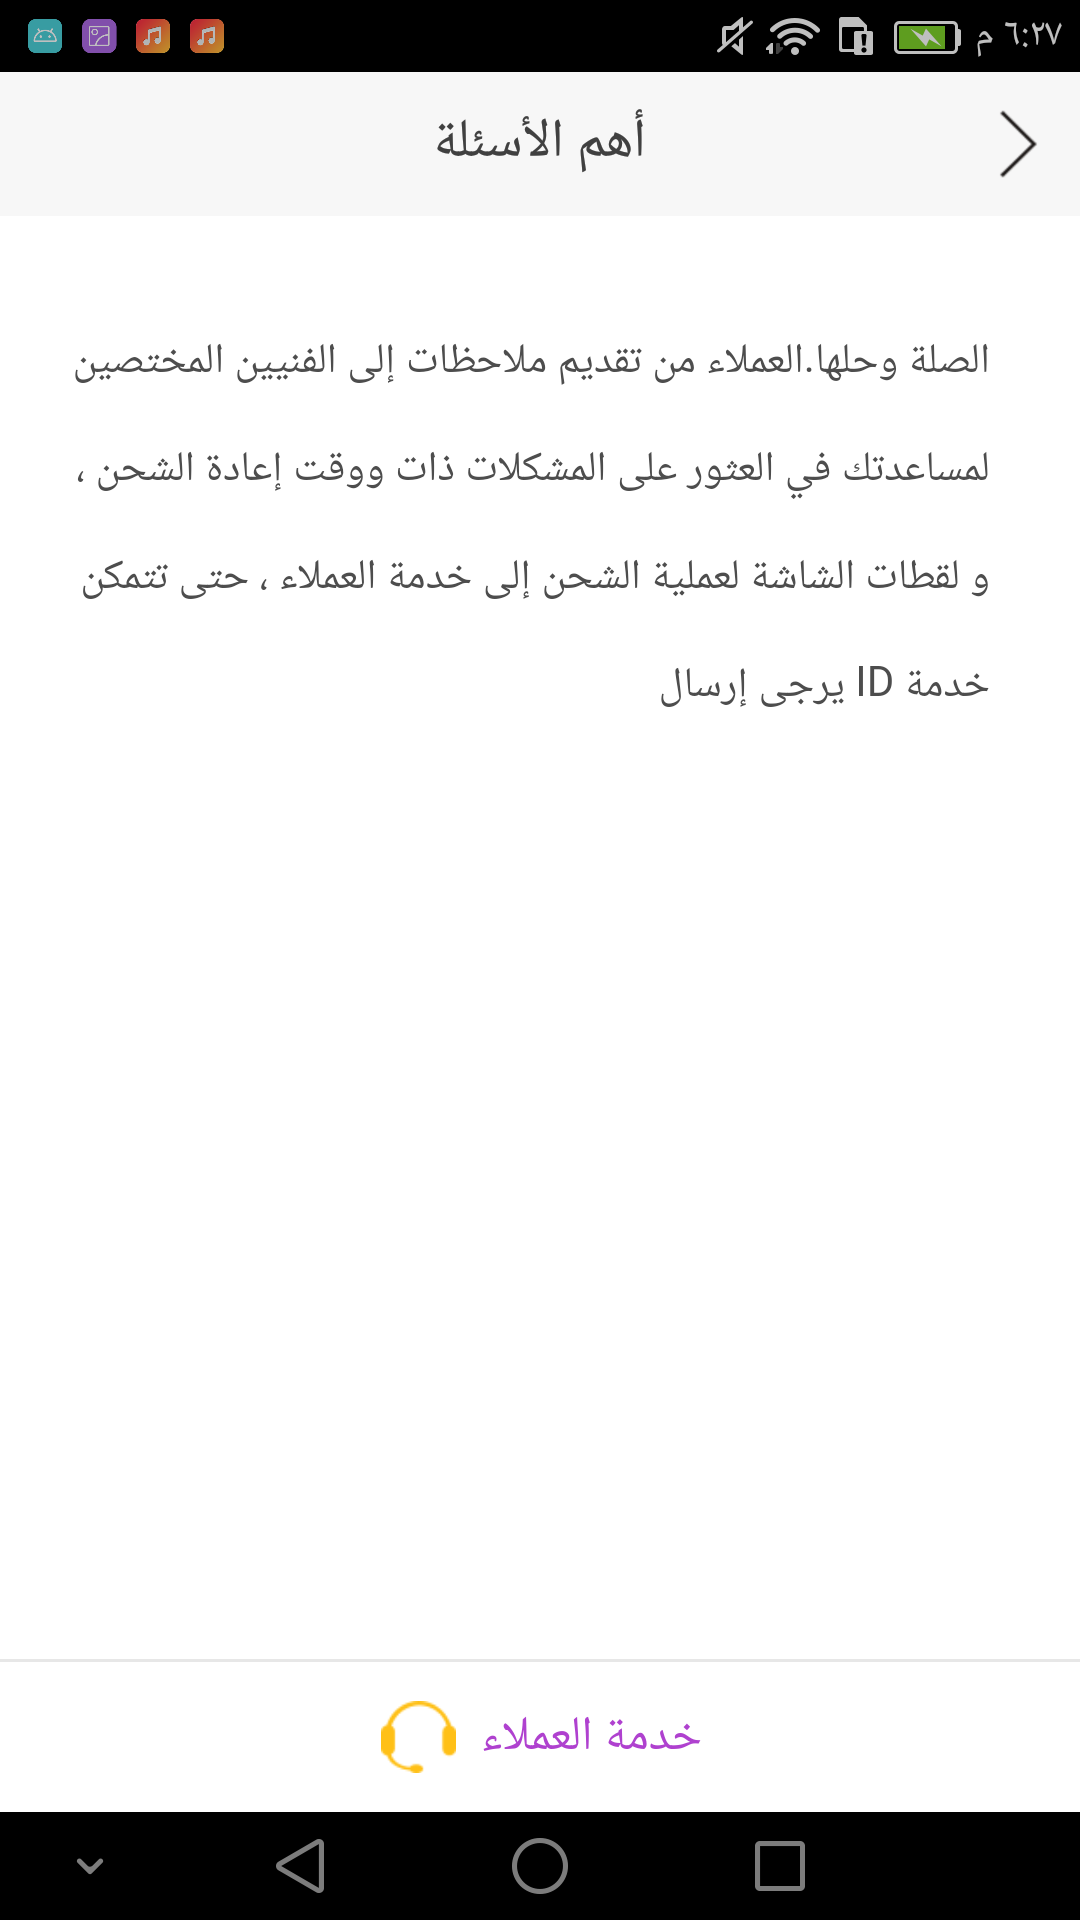 ٦:٢٧ م
أهم الأسئلة
الصلة وحلها.العملاء من تقديم ملاحظات إلى الفنيين المختصين
لمساعدتك في العثور على المشكلات ذات ووقت إعادة الشحن ،
و لقطات الشاشة لعملية الشحن إلى خدمة العملاء ، حتى تتمكن
خدمة ID يرجى إرسال
خدمة العملاء